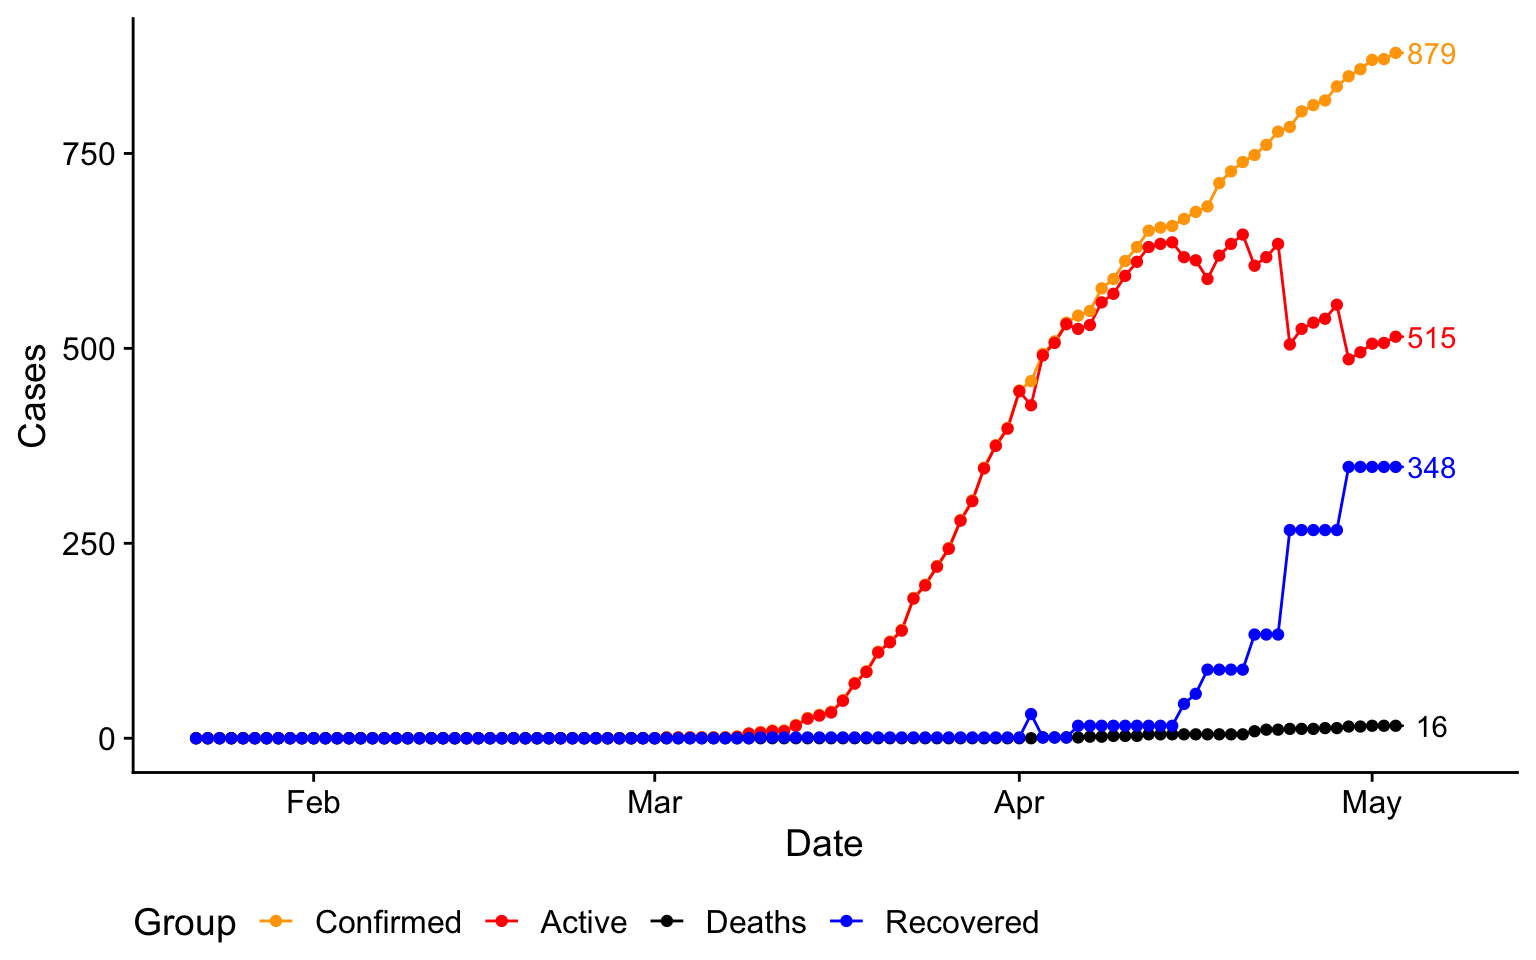 879
750
500
515
Cases
348
250
16
0
Feb Mar Apr May
Date
Group Confirmed Active Deaths Recovered